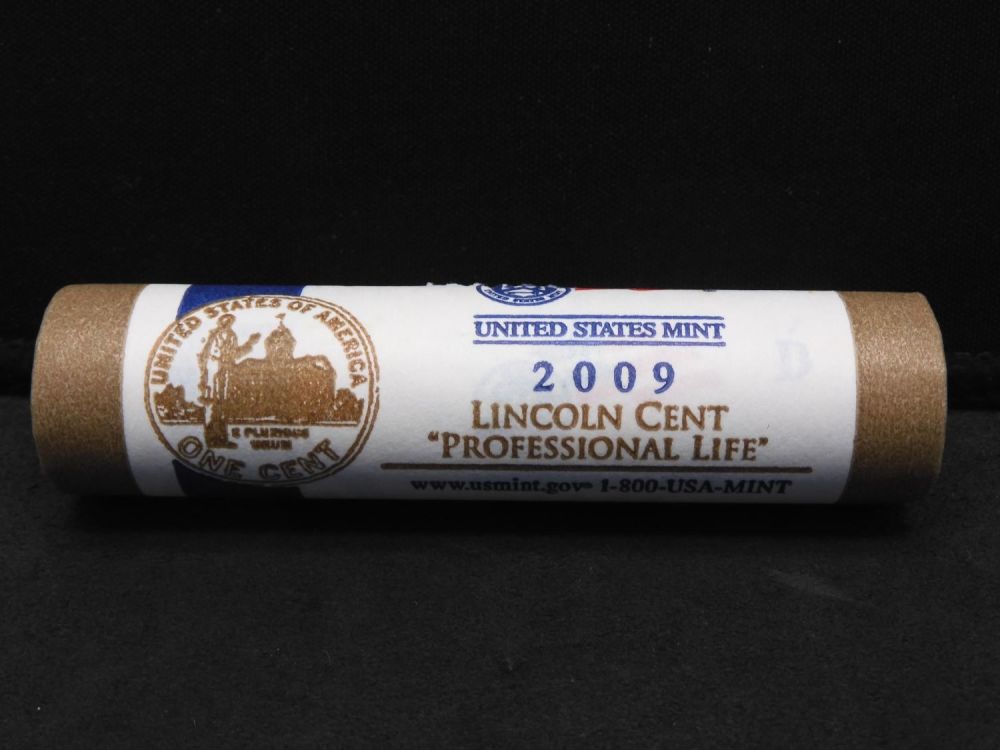 UNITED STATES OF AMERICA
E PLURIBUS
UNUM
ONE CENT
UNITED STATES MINT
2009
LINCOLN CENT
"PROFESSIONAL LIFE"
www.usmint.gov® 1-800-USA-MINT